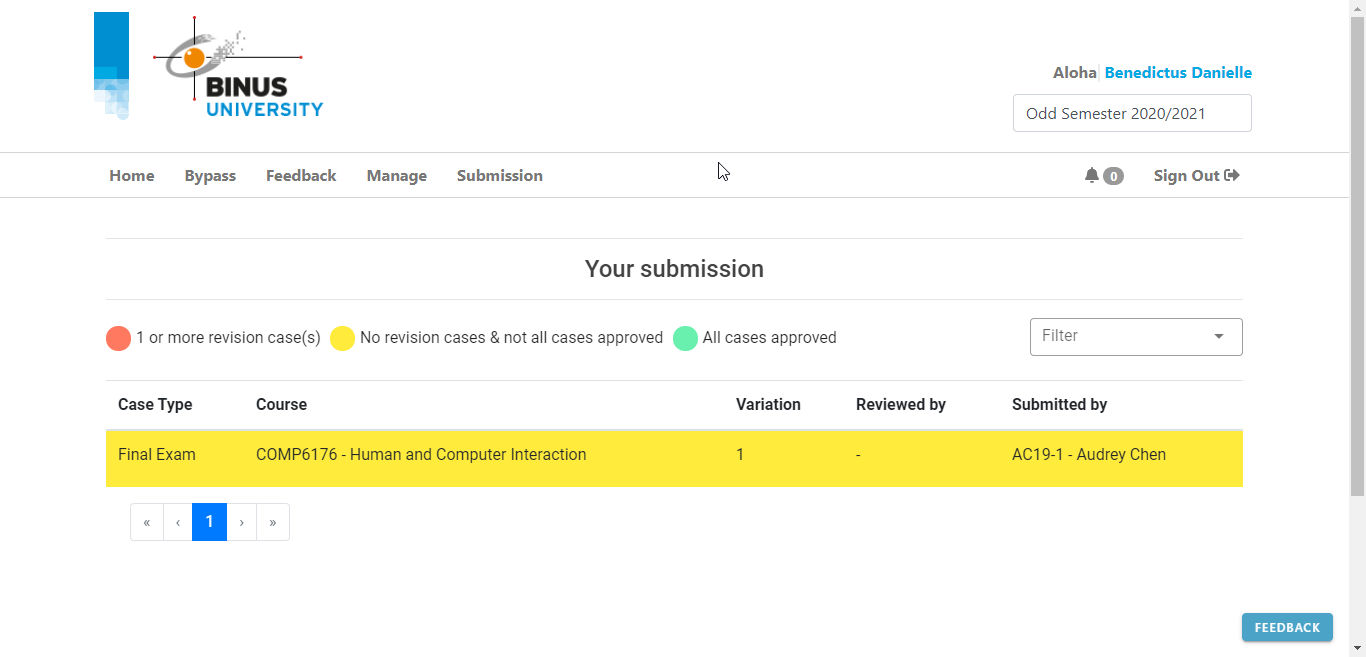 BINUS
UNIVERSITY
Aloha Benedictus Danielle
Odd Semester 2020/2021
Home Bypass Feedback Manage Submission 0 Sign Out
Your submission
1 or more revision case(s) No revision cases & not all cases approved All cases approved Filter
Case Type Course Variation Reviewed by Submitted by
Final Exam COMP6176 - Human and Computer Interaction 1 - AC19-1 - Audrey Chen
« ‹ 1 › »
FEEDBACK